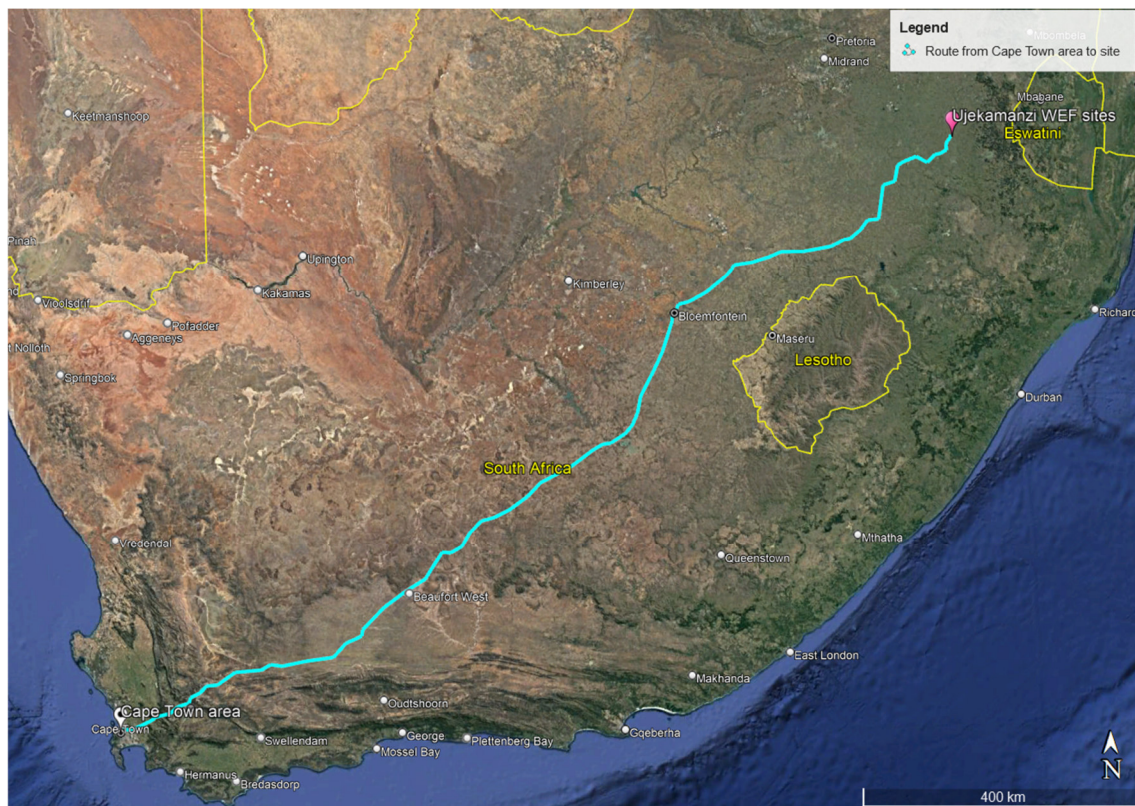 Legend
Route from Cape Town area to site
Pretoria
Midrand
Mbombela
Mbabane
Ujekamanzi WEF sites
Eswatini
Keetmanshoop
Upington
Kakamas
Kimberley
Vioolsdrif
Pofadder
Aggeneys
Bloemfontein
Maseru
Lesotho
Richard
t Nolloth
Springbok
Durban
South Africa
Vredendal
Queenstown
Mthatha
Beaufort West
East London
Makhanda
Cape Town area
Cape Town
Oudtshoorn
Swellendam
George
Mossel Bay
Plettenberg Bay
Gqeberha
Hermanus
Bredasdorp
N
400 km